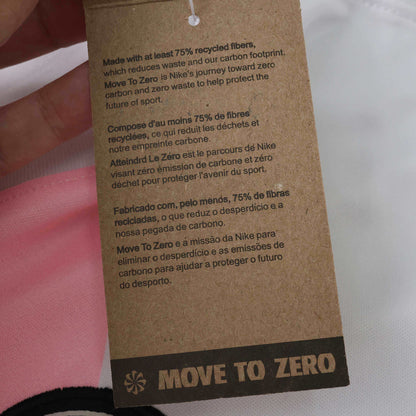 Made with at least 75% recycled fibers,
which reduces waste and our carbon footprint.
Move To Zero is Nike's journey toward zero
carbon and zero waste to help protect the
future of sport.
Compose d'au moins 75% de fibres
recyclées, ce qui reduit les déchets et
notre empreinte carbone.
Atteindrd Le Zéro est le parcours de Nike
visant zéro émission de carbone et zéro
déchet pour protéger l'avenir du sport.
Fabricado com, pelo menós, 75% de fibras
recicladas, o que reduz o desperdício e a
nossa pegada de carbono.
Move To Zero e a missão da Nike para
eliminar o desperdício e as emissões de
carbono para ajudar a proteger o futuro
do desporto.
MOVE TO ZERO